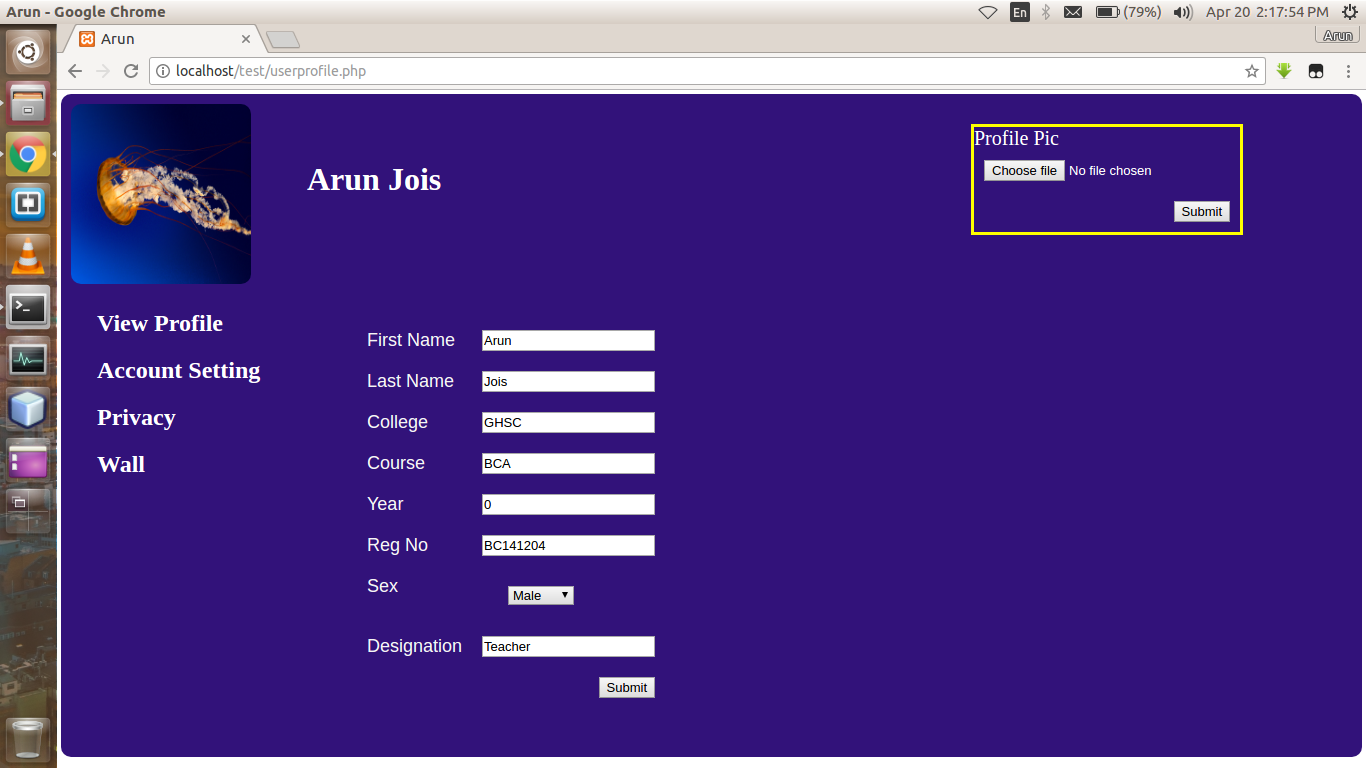 Arun - Google Chrome
En
(79%)
Apr 20 2:17:54 PM
Arun
Arun
localhost/test/userprofile.php
Arun Jois
Profile Pic
Choose file No file chosen
Submit
View Profile
Account Setting
Privacy
Wall
First Name Arun
Last Name Jois
College GHSC
Course BCA
Year 0
Reg No BC141204
Sex Male
Designation Teacher
Submit